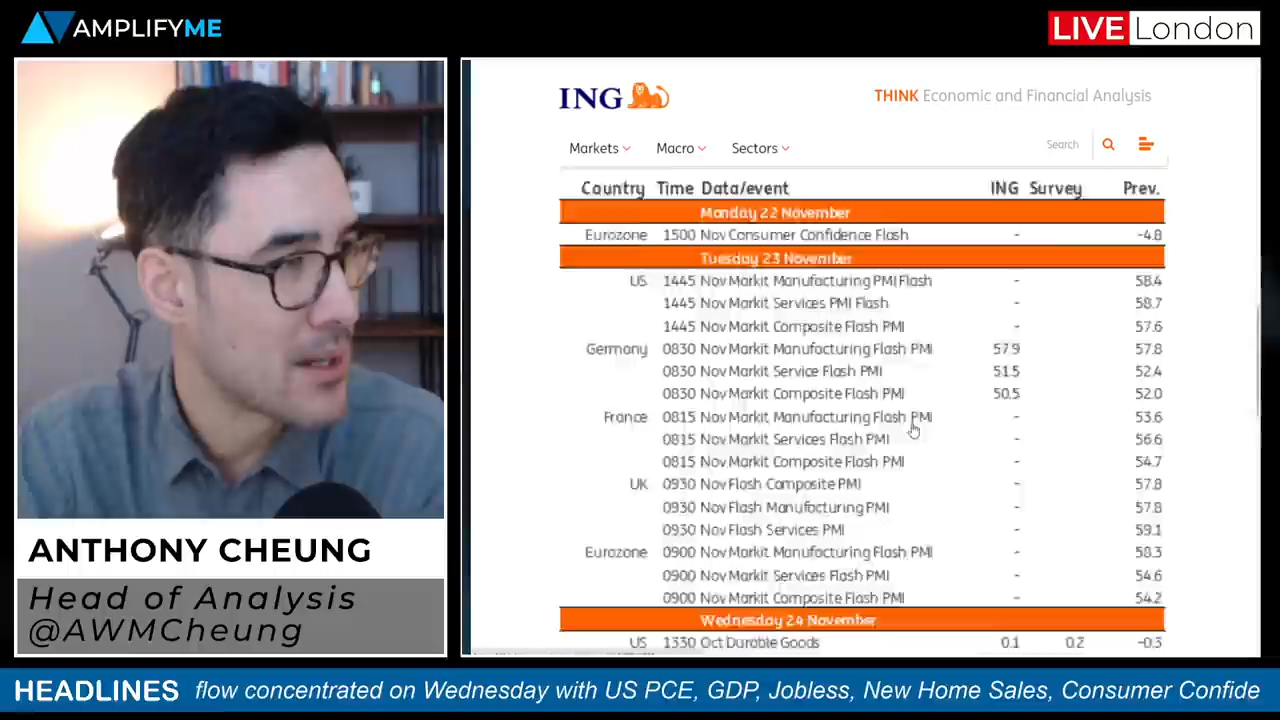 AMPLIFYME
LIVE London
ING
THINK Economic and Financial Analysis
Markets Macro Sectors Search
Country Time Data/event ING Survey Prev.
Monday 22 November
Eurozone 1500 Nov Consumer Confidence Flash - -4.8
Tuesday 23 November
US 1445 Nov Markit Manufacturing PMI Flash - 58.4
1445 Nov Markit Services PMI Flash - 58.7
1445 Nov Markit Composite Flash PMI - 57.6
Germany 0830 Nov Markit Manufacturing Flash PMI 57.9 57.8
0830 Nov Markit Service Flash PMI 51.5 52.4
0830 Nov Markit Composite Flash PMI 50.5 52.0
France 0815 Nov Markit Manufacturing Flash PMI - 53.6
0815 Nov Markit Services Flash PMI - 56.6
0815 Nov Markit Composite Flash PMI - 54.7
UK 0930 Nov Flash Composite PMI - 57.8
0930 Nov Flash Manufacturing PMI - 57.8
0930 Nov Flash Services PMI - 59.1
Eurozone 0900 Nov Markit Manufacturing Flash PMI - 58.3
0900 Nov Markit Services Flash PMI - 54.6
0900 Nov Markit Composite Flash PMI - 54.2
Wednesday 24 November
US 1330 Oct Durable Goods 0.1 0.2 -0.3
ANTHONY CHEUNG
Head of Analysis
@AWMCheung
HEADLINES flow concentrated on Wednesday with US PCE, GDP, Jobless, New Home Sales, Consumer Confide